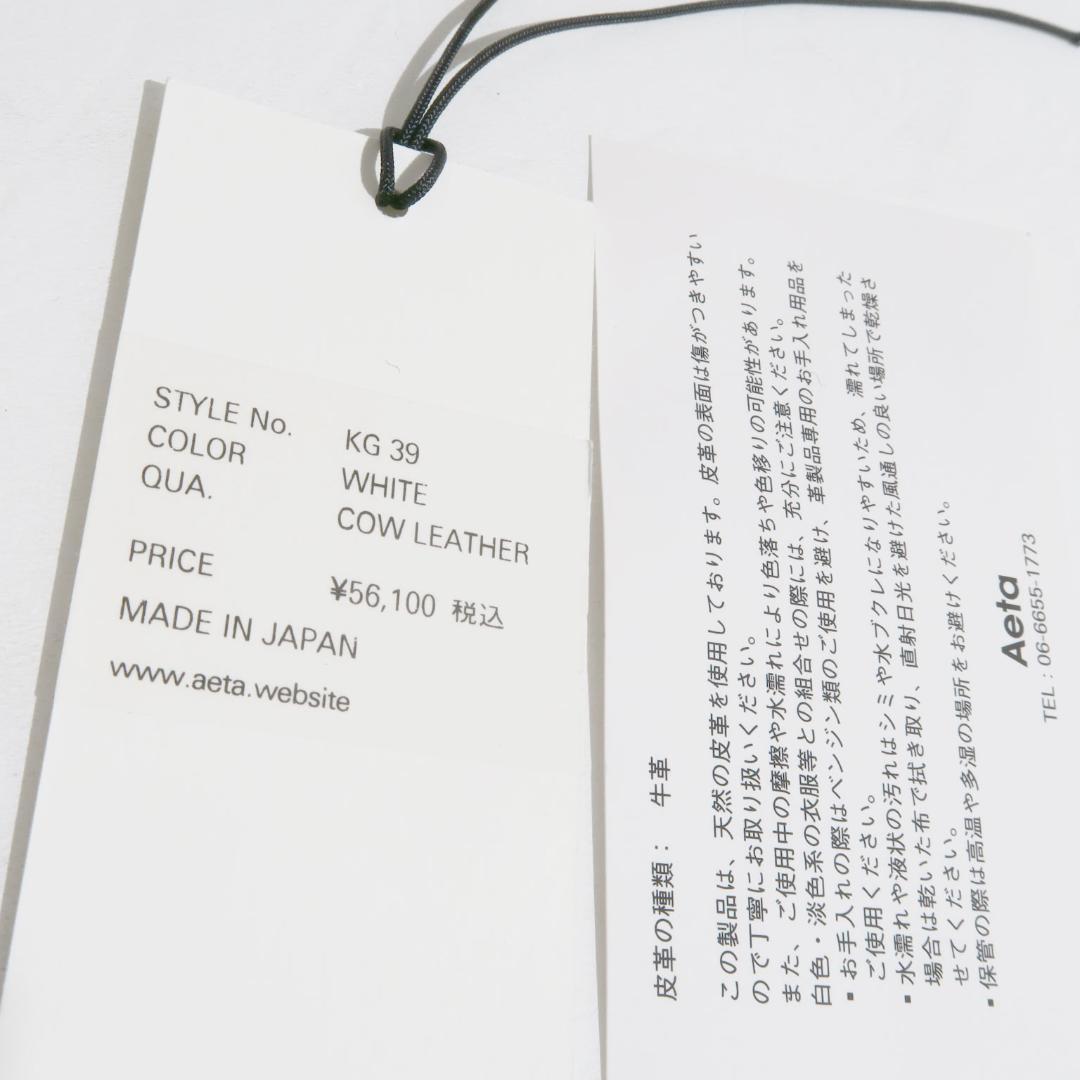 STYLE No. KG 39
COLOR WHITE
QUA. COW LEATHER
PRICE ¥56,100 税込
MADE IN JAPAN
www.aeta.website
皮革の種類： 牛革
この製品は、天然の皮革を使用しております。皮革の表面は傷がつきやすい
ので丁寧にお取り扱いください。
また、ご使用中の摩擦や水濡れにより色落ちや色移りの可能性があります。
白色・淡色系の衣服等との組合せの際には、充分にご注意ください。
▪お手入れの際はベンジン類のご使用を避け、革製品専用のお手入れ用品を
ご使用ください。
▪水濡れや液状の汚れはシミや水ブクレになりやすいため、濡れてしまった
場合は乾いた布で拭き取り、直射日光を避けた風通しの良い場所で乾燥さ
せてください。
▪保管の際は高温や多湿の場所をお避けください。
Aeta
TEL : 06-6655-1773